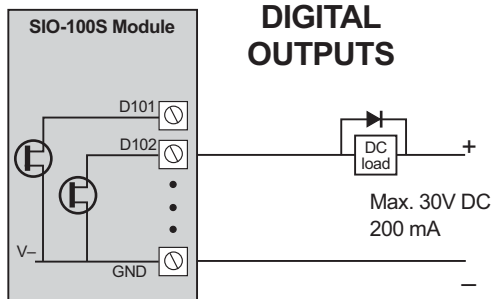 DIGITAL
OUTPUTS
SIO-100S Module
D101
D102
DC
load
+
Max. 30V DC
200 mA
V–
GND
–